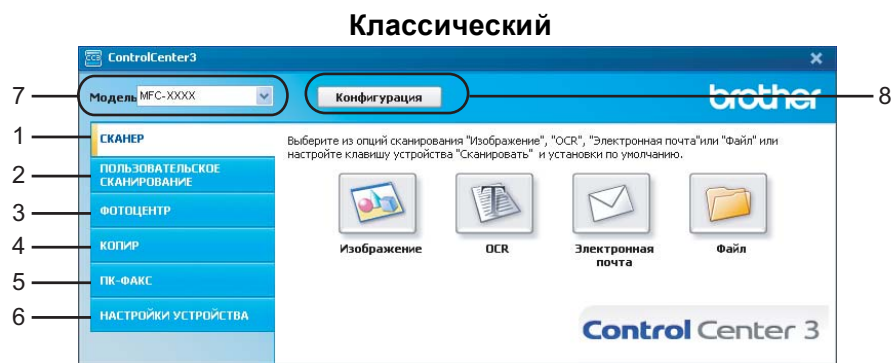 Классический
ControlCenter3
7 Модель MFC-XXXX Конфигурация brother 8
1 СКАНЕР
Выберите из опций сканирования "Изображение", "OCR", "Электронная почта"или "Файл" или
настройте клавишу устройства "Сканировать" и установки по умолчанию.
2 ПОЛЬЗОВАТЕЛЬСКОЕ
СКАНИРОВАНИЕ
3 ФОТОЦЕНТР
4 КОПИР
Изображение OCR Электронная
почта Файл
5 ПК-ФАКС
6 НАСТРОЙКИ УСТРОЙСТВА
Control Center 3